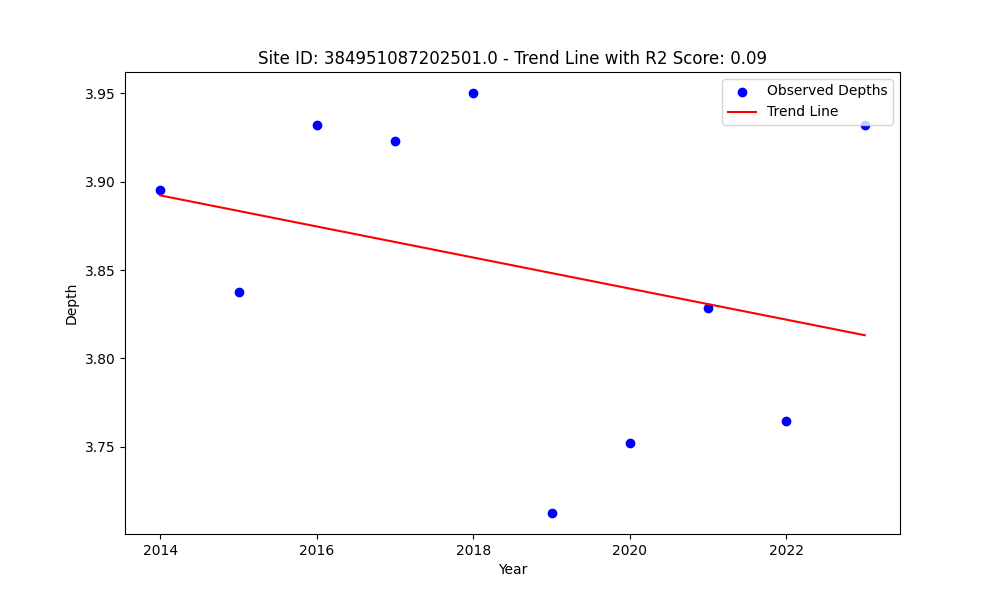 Site ID: 384951087202501.0 - Trend Line with R2 Score: 0.09
Observed Depths
Trend Line
3.95
3.90
3.85
3.80
3.75
Depth
2014
2016
2018
2020
2022
Year